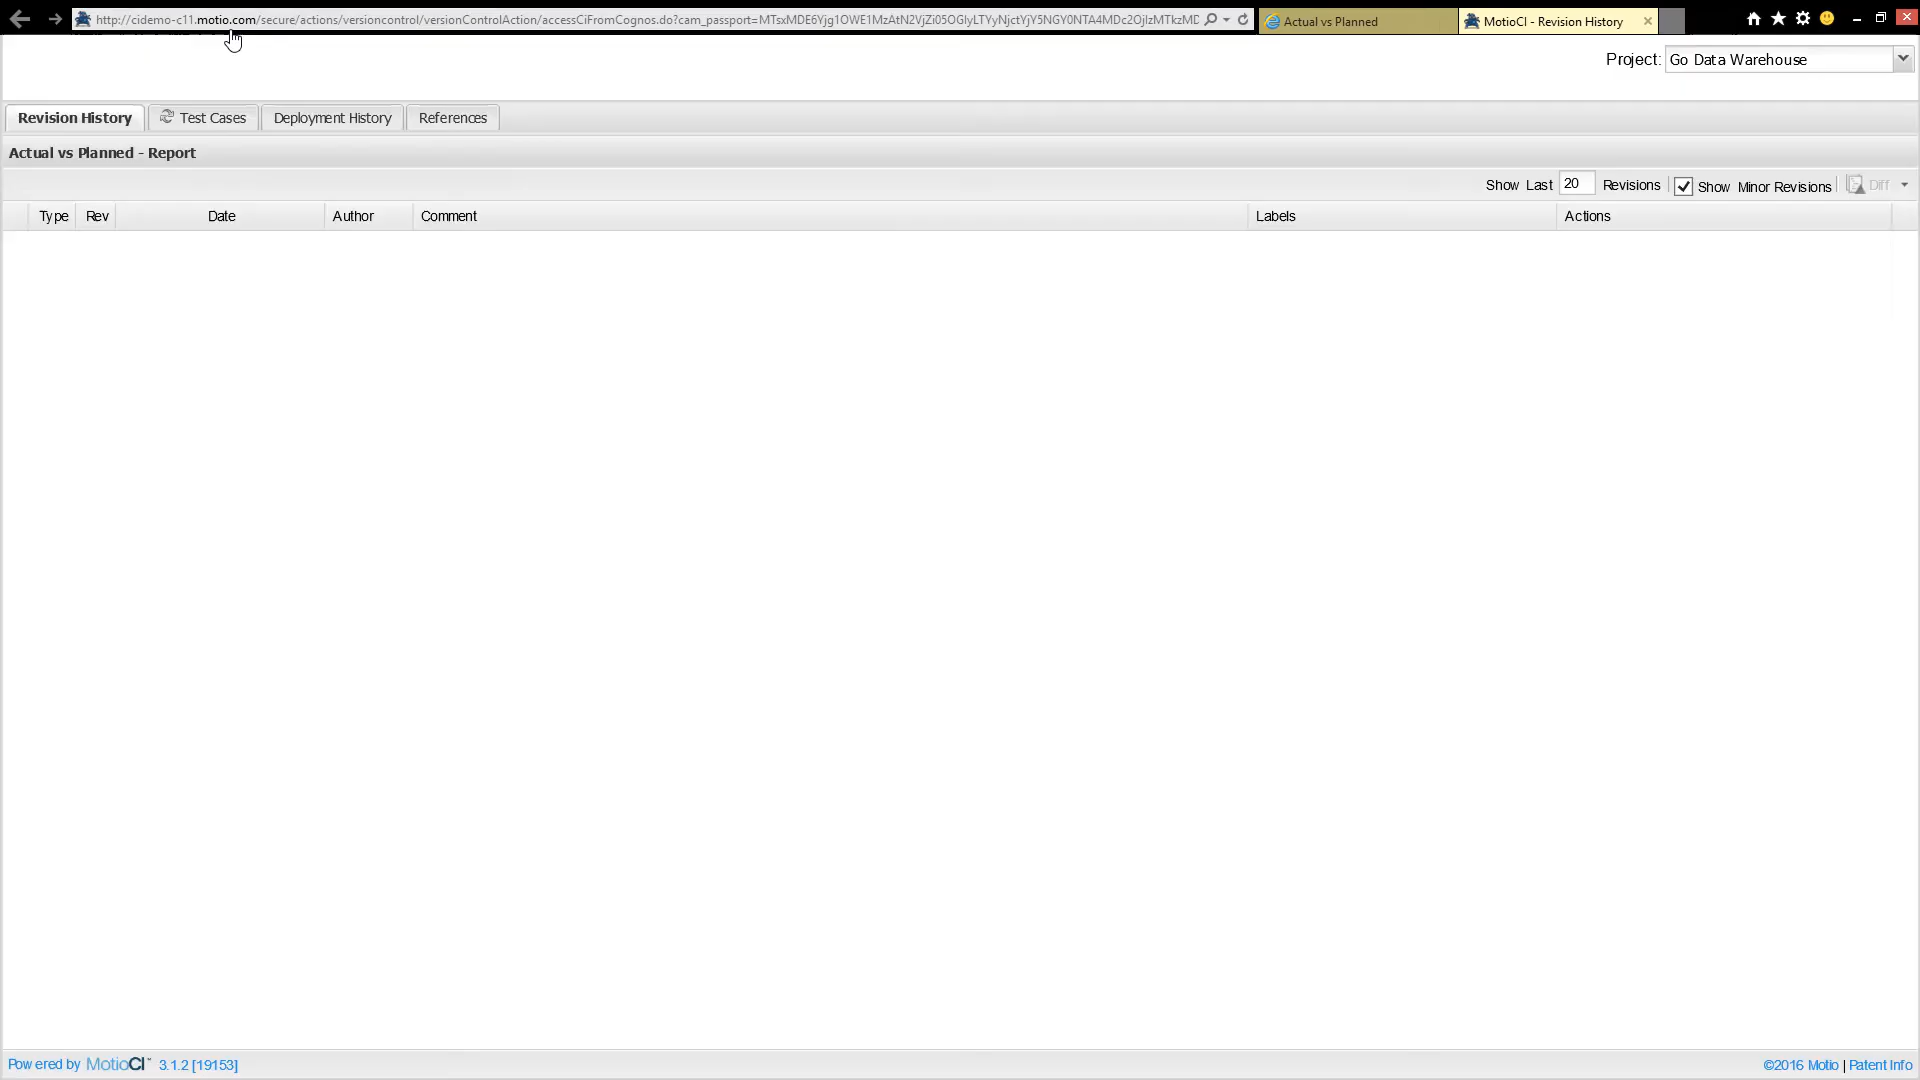 http://cidemo-c11.motio.com/secure/actions/versioncontrol/versionControlAction/accessCiFromCognos.do?cam_passport=
Actual vs Planned
MotioCI - Revision History
Project: Go Data Warehouse
Revision History
Test Cases
Deployment History
References
Actual vs Planned - Report
Show Last 20 Revisions
Show Minor Revisions
Diff
Type Rev Date Author Comment Labels Actions
Powered by MotioCI™ 3.1.2 [19153]
©2016 Motio | Patent Info